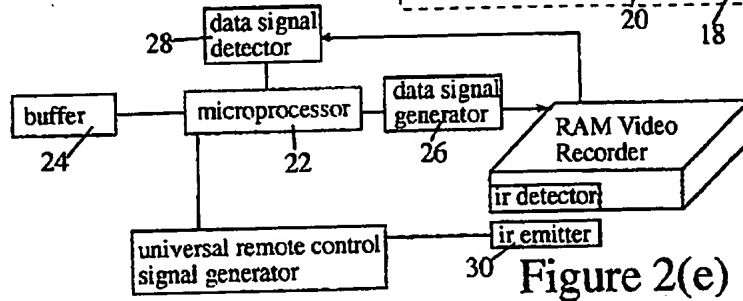 20
18
28
data signal
detector
buffer
24
microprocessor
22
data signal
generator
26
RAM Video
Recorder
ir detector
universal remote control
signal generator
ir emitter
30
Figure 2(e)